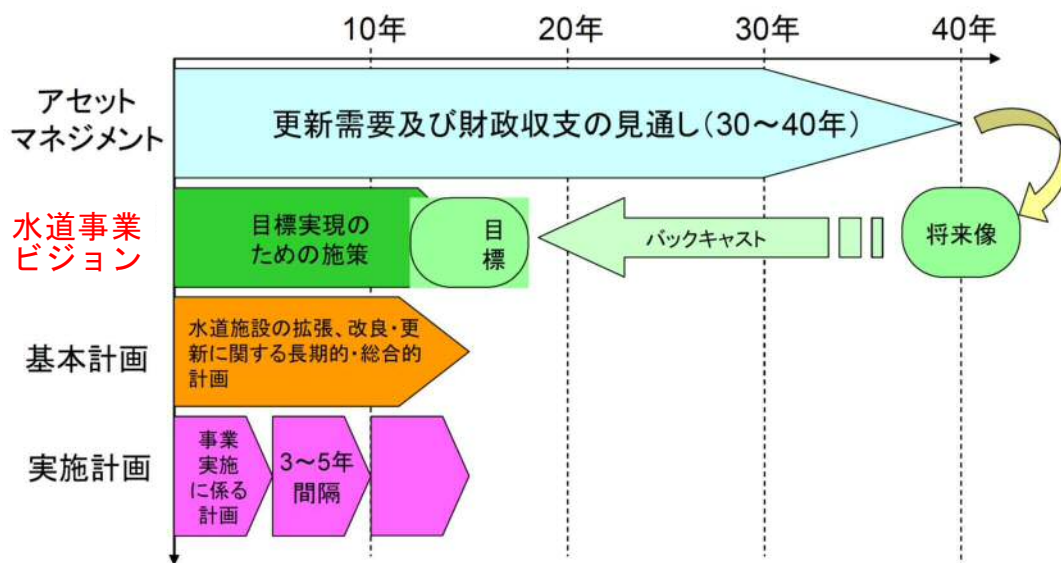 10年
20年
30年
40年
アセット
マネジメント
更新需要及び財政収支の見通し(30～40年)
水道事業
ビジョン
目標実現の
ための施策
目
標
バックキャスト
将来像
基本計画
水道施設の拡張、改良・更
新に関する長期的・総合的
計画
実施計画
事業
実施
に係る
計画
3～5年
間隔